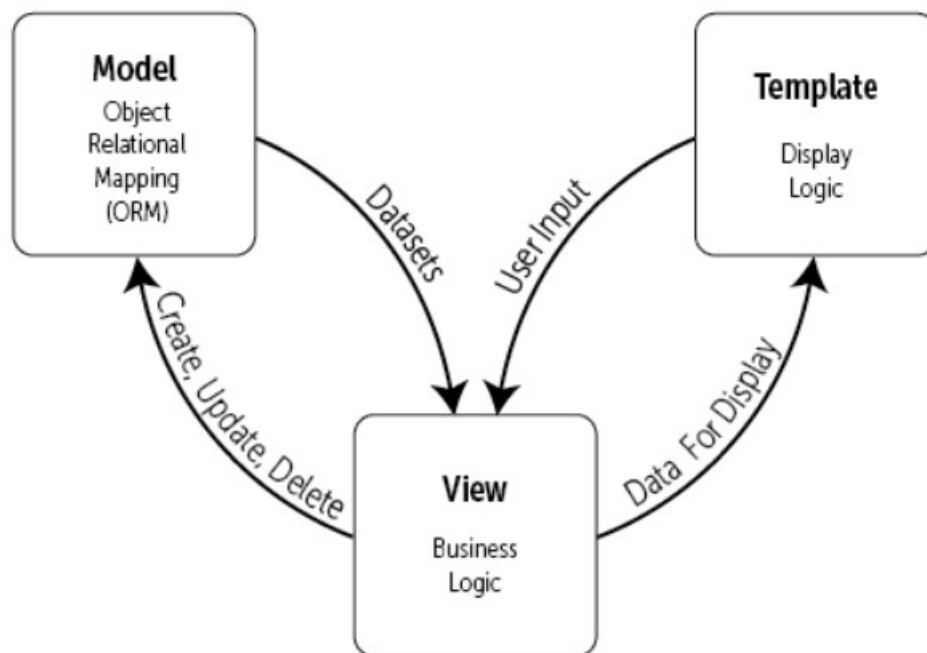 Model
Object
Relational
Mapping
(ORM)
Template
Display
Logic
Datasets
User Input
Create, Update, Delete
Data For Display
View
Business
Logic